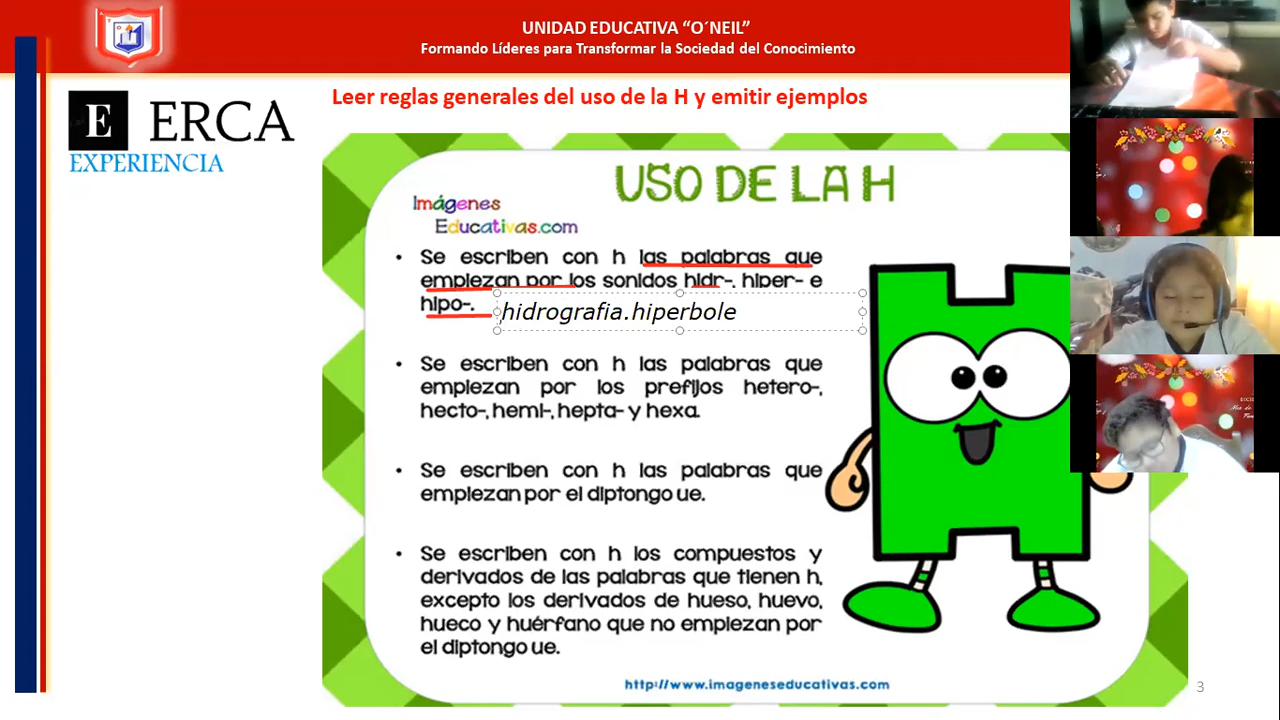 UNIDAD EDUCATIVA “O´NEIL”
Formando Líderes para Transformar la Sociedad del Conocimiento
Leer reglas generales del uso de la H y emitir ejemplos
E ERCA
EXPERIENCIA
USO DE LA H
Imágenes
Educativas.com
• Se escriben con h las palabras que
empiezan por los sonidos hidr-, hiper- e
hipo-.
hidrografia.hiperbole
• Se escriben con h las palabras que
empiezan por los prefijos hetero-,
hecto-, hemi-, hepta- y hexa.
• Se escriben con h las palabras que
empiezan por el diptongo ue.
• Se escriben con h los compuestos y
derivados de las palabras que tienen h,
excepto los derivados de hueso, huevo,
hueco y huérfano que no empiezan por
el diptongo ue.
http://www.imageneseducativas.com
3